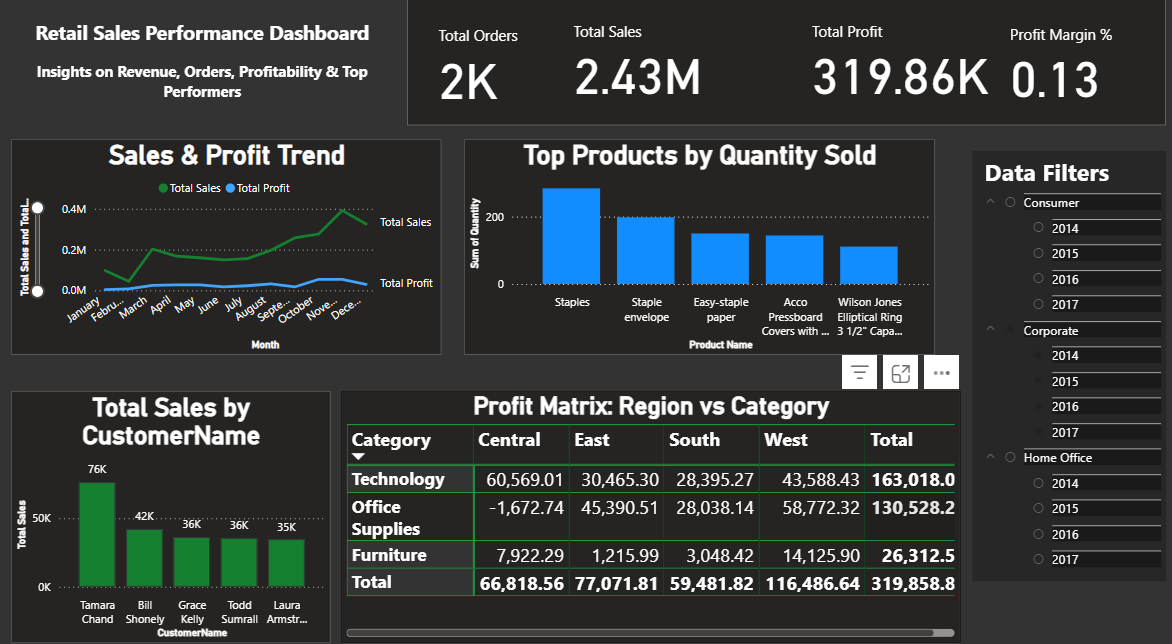 Retail Sales Performance Dashboard
Insights on Revenue, Orders, Profitability & Top
Performers
Total Orders
2K
Total Sales
2.43M
Total Profit
319.86K
Profit Margin %
0.13
Sales & Profit Trend
Total Sales Total Profit
Total Sales and Total...
0.4M
0.2M
0.0M
Total Sales
Total Profit
January
Febru...
March
April
May
June
July
August
Septe...
October
Nove...
Dece...
Month
Top Products by Quantity Sold
Sum of Quantity
200
0
Staples
Staple
envelope
Easy-staple
paper
Acco
Pressboard
Covers with ...
Wilson Jones
Elliptical Ring
3 1/2" Capa...
Product Name
Data Filters
Consumer
2014
2015
2016
2017
Corporate
2014
2015
2016
2017
Home Office
2014
2015
2016
2017
Total Sales by
CustomerName
Total Sales
50K
0K
76K
42K
36K
36K
35K
Tamara
Chand
Bill
Shonely
Grace
Kelly
Todd
Sumrall
Laura
Armstr...
CustomerName
Profit Matrix: Region vs Category
Category Central East South West Total
Technology 60,569.01 30,465.30 28,395.27 43,588.43 163,018.0
Office
Supplies -1,672.74 45,390.51 28,038.14 58,772.32 130,528.2
Furniture 7,922.29 1,215.99 3,048.42 14,125.90 26,312.5
Total 66,818.56 77,071.81 59,481.82 116,486.64 319,858.8